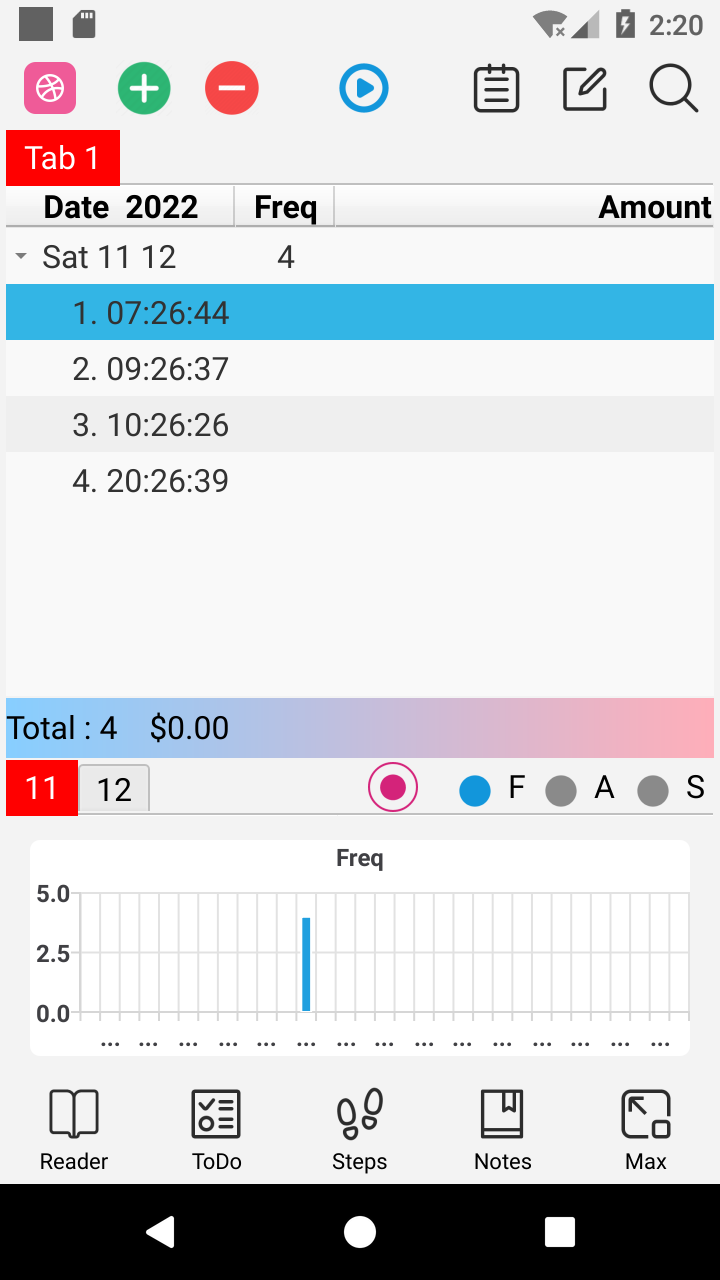 2:20
Tab 1
Date 2022 Freq Amount
Sat 11 12 4
1. 07:26:44
2. 09:26:37
3. 10:26:26
4. 20:26:39
Total : 4 $0.00
11 12 F A S
Freq
5.0
2.5
0.0
... ... ... ... ... ... ... ... ... ... ... ... ... ... ...
Reader ToDo Steps Notes Max